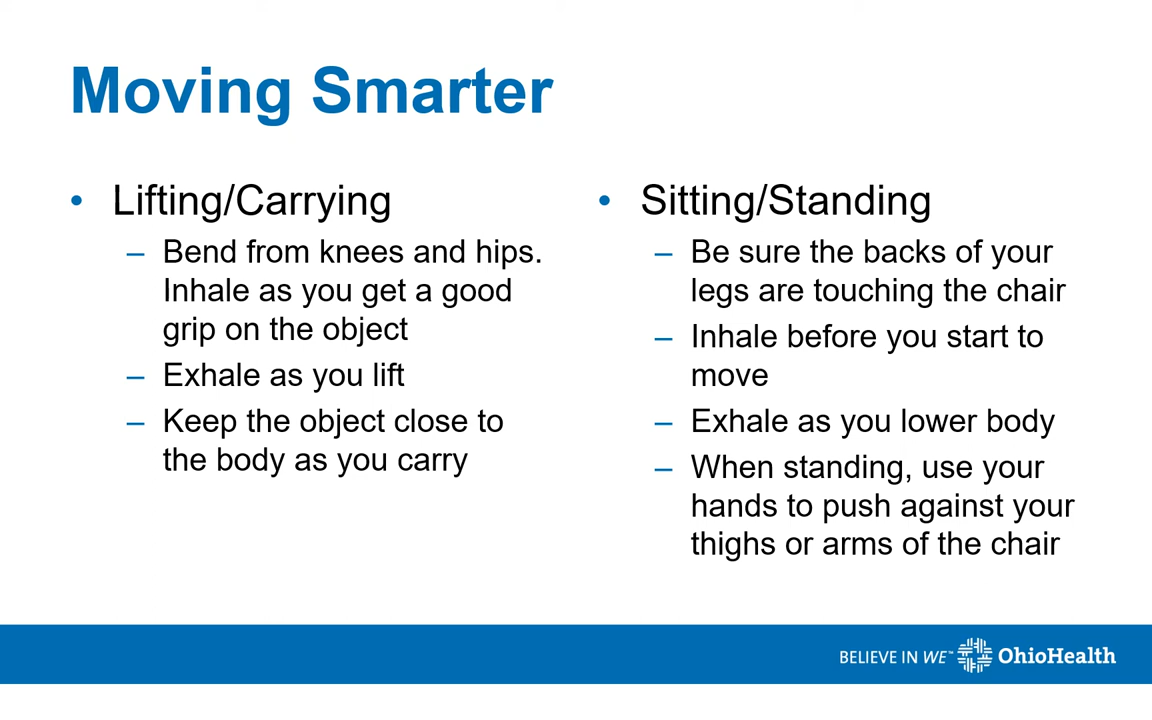 Moving Smarter
• Lifting/Carrying
– Bend from knees and hips.
Inhale as you get a good
grip on the object
– Exhale as you lift
– Keep the object close to
the body as you carry
• Sitting/Standing
– Be sure the backs of your
legs are touching the chair
– Inhale before you start to
move
– Exhale as you lower body
– When standing, use your
hands to push against your
thighs or arms of the chair
BELIEVE IN WE™ OhioHealth